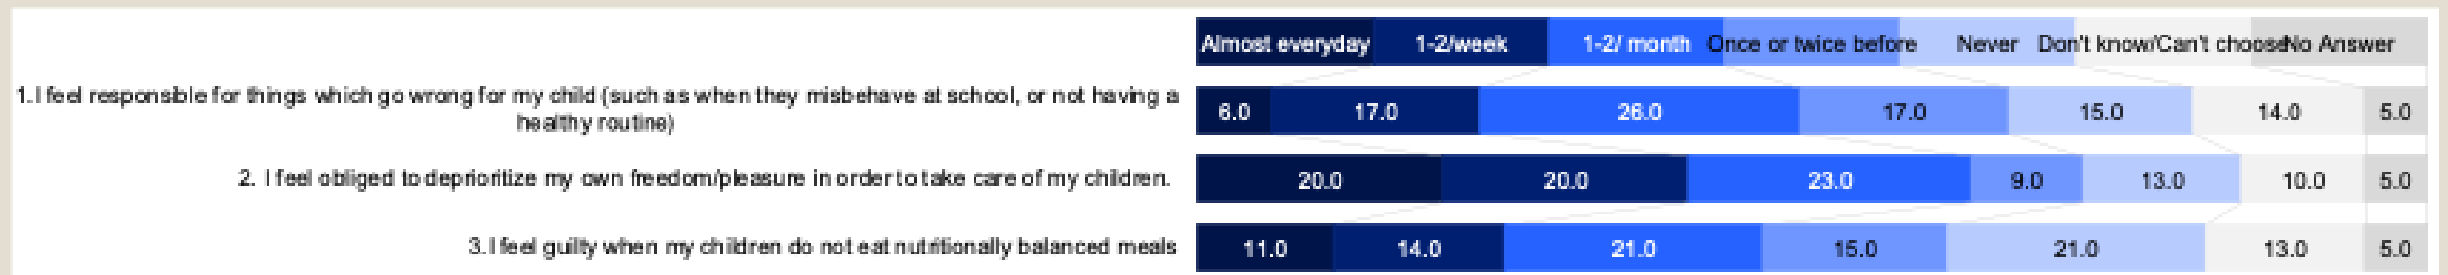 Almost everyday 1-2/week 1-2/ month Once or twice before Never Don't know/Can't choose No Answer
1.I feel responsible for things which go wrong for my child (such as when they misbehave at school, or not having a
healthy routine)
6.0 17.0 26.0 17.0 15.0 14.0 5.0
2. I feel obliged to deprioritize my own freedom/pleasure in order to take care of my children.
20.0 20.0 23.0 9.0 13.0 10.0 5.0
3.I feel guilty when my children do not eat nutritionally balanced meals
11.0 14.0 21.0 15.0 21.0 13.0 5.0